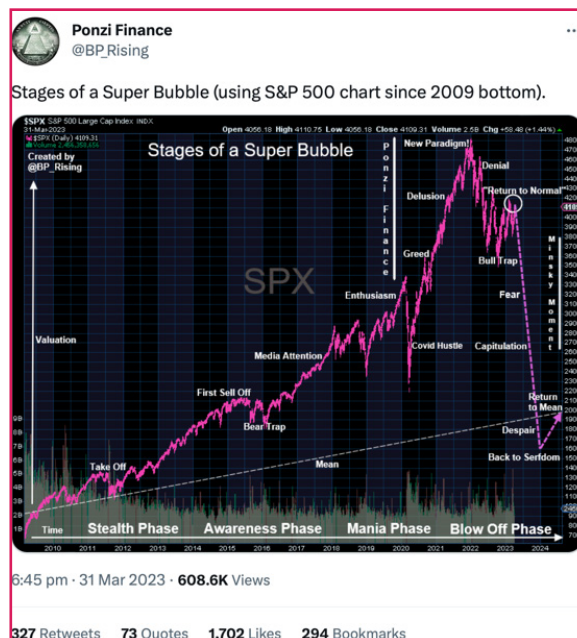 Ponzi Finance
@BP_Rising
Stages of a Super Bubble (using S&P 500 chart since 2009 bottom).
$SPX S&P 500 Large Cap Index INDX
31-Mar-2023
Open 4056.18 High 4110.75 Low 4056.18 Close 4109.31 Volume 2.5B Chg +58.48 (+1.44%)
$SPX (Daily) 4109.31
Created by
@BP_Rising
Stages of a Super Bubble
Ponzi Finance
New Paradigm!
Denial
Delusion
"Return to Normal"
Greed
Bull Trap
Minsky Moment
SPX
Enthusiasm
Fear
Valuation
Media Attention
Covid Hustle
Capitulation
First Sell Off
Bear Trap
Return
to Mean
Despair
Take Off
Mean
Back to Serfdom
Time
Stealth Phase
Awareness Phase
Mania Phase
Blow Off Phase
2010 2011 2012 2013 2014 2015 2016 2017 2018 2019 2020 2021 2022 2023 2024
6:45 pm · 31 Mar 2023 · 608.6K Views
327 Retweets 73 Quotes 1,702 Likes 294 Bookmarks